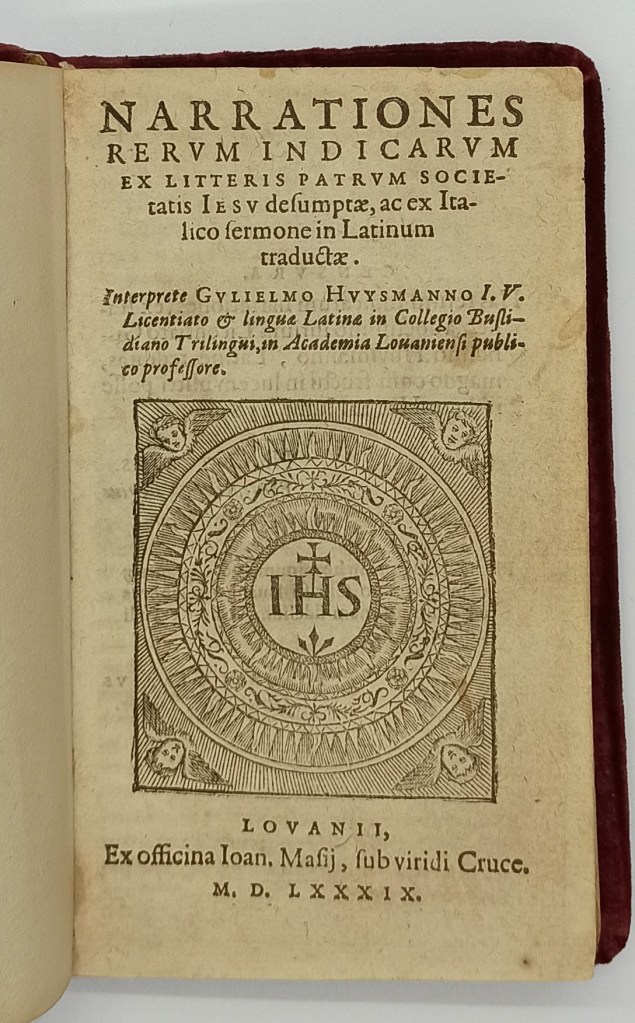 NARRATIONES
RERVM INDICARVM
EX LITTERIS PATRVM SOCIE-
tatis IESV deſumptæ, ac ex Ita-
lico ſermone in Latinum
traductæ.
Interprete GVLIELMO HVYSMANNO I. V.
Licentiato & linguæ Latinæ in Collegio Buſli-
diano Trilingui, in Academia Louanienſi publi-
co profeſſore.
IHS
LOVANII,
Ex officina Ioan. Maſij, ſub viridi Cruce.
M. D. LXXXIX.